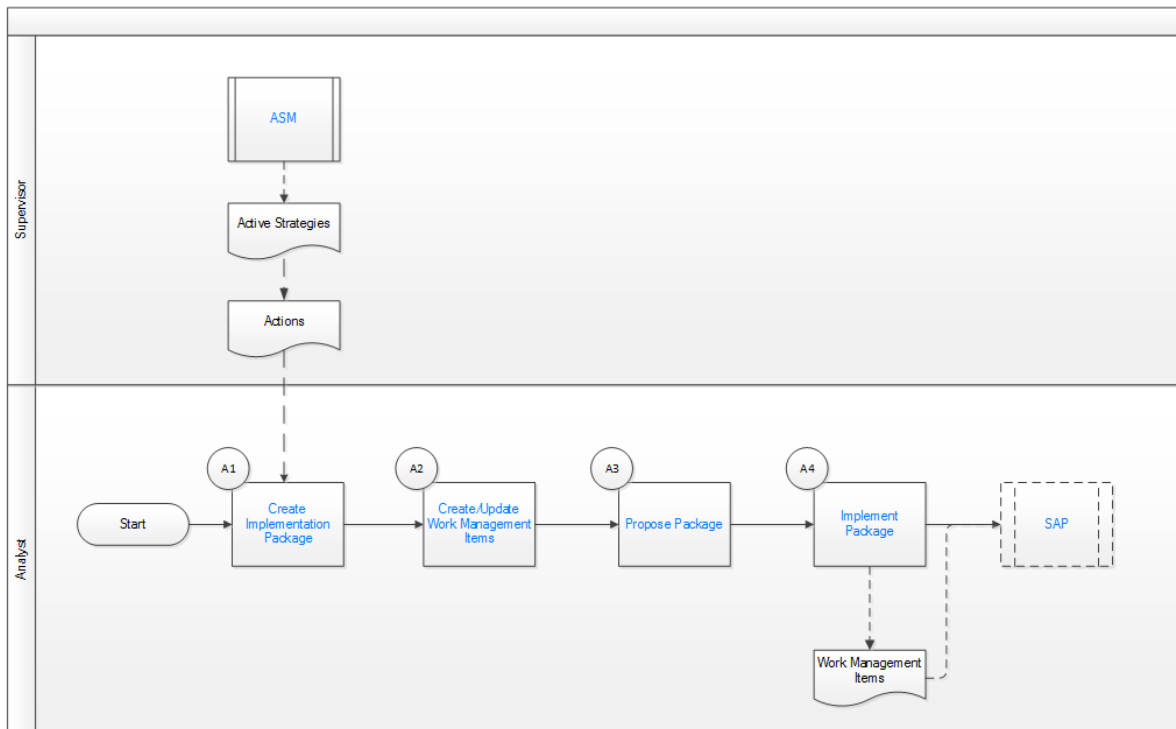 Supervisor
ASM
Active Strategies
Actions
Analyst
Start
A1
Create
Implementation
Package
A2
Create/Update
Work Management
Items
A3
Propose Package
A4
Implement
Package
SAP
Work Management
Items